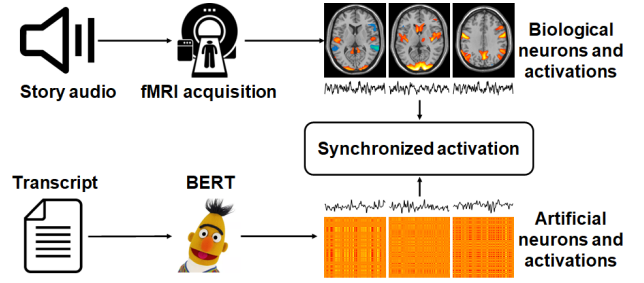 Story audio
fMRI acquisition
Biological
neurons and
activations
Synchronized activation
Transcript
BERT
Artificial
neurons and
activations